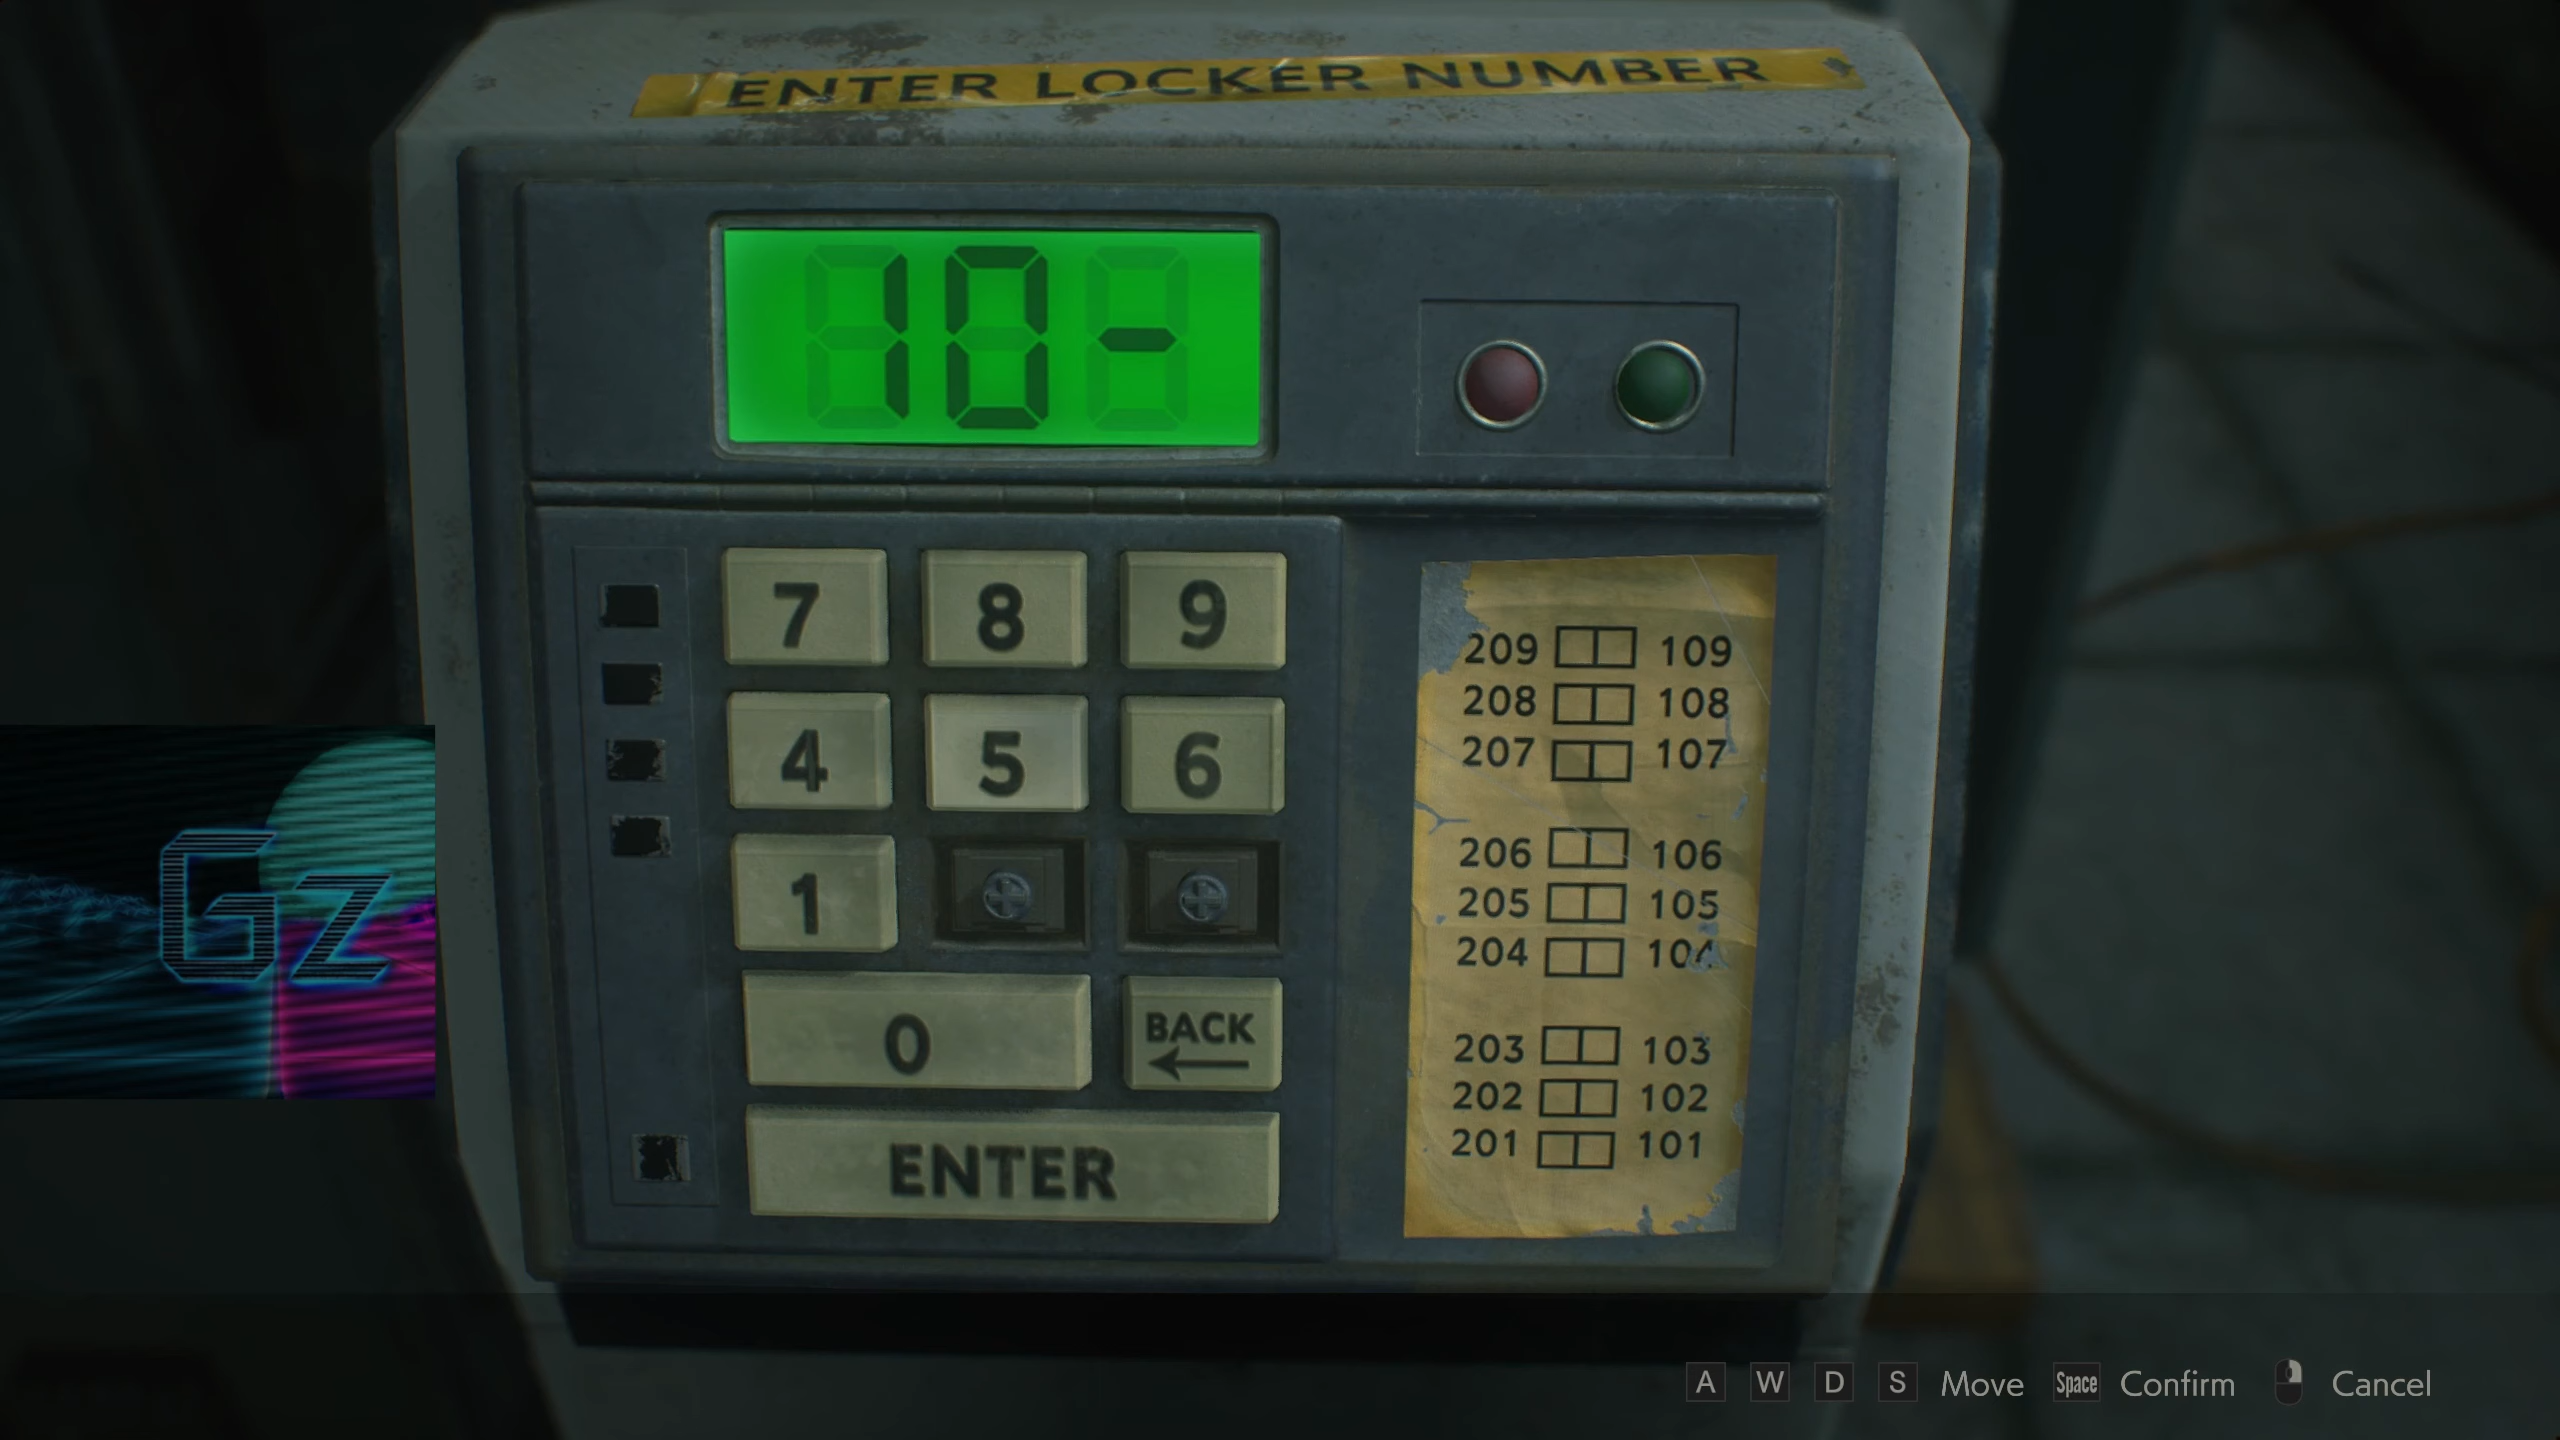 ENTER LOCKER NUMBER
10-
7 8 9
4 5 6
1
0 BACK
ENTER
209 109
208 108
207 107
206 106
205 105
204 104
203 103
202 102
201 101
GZ
A W D S Move Space Confirm Cancel